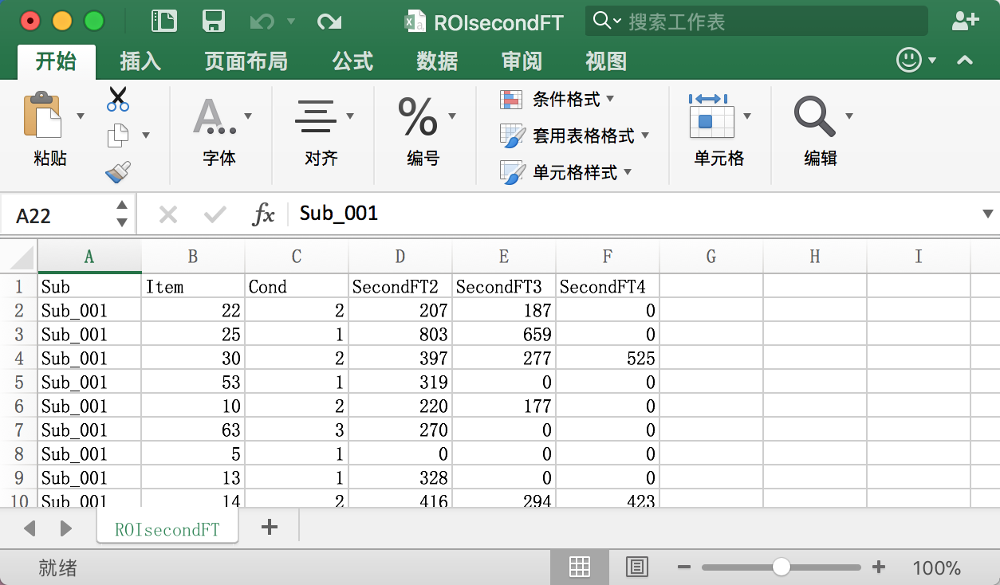 ROIsecondFT
搜索工作表
开始 插入 页面布局 公式 数据 审阅 视图
粘贴 字体 对齐 编号 条件格式 套用表格格式 单元格样式 单元格 编辑
A22 fx Sub_001
A B C D E F G H I
1 Sub Item Cond SecondFT2 SecondFT3 SecondFT4
2 Sub_001 22 2 207 187 0
3 Sub_001 25 1 803 659 0
4 Sub_001 30 2 397 277 525
5 Sub_001 53 1 319 0 0
6 Sub_001 10 2 220 177 0
7 Sub_001 63 3 270 0 0
8 Sub_001 5 1 0 0 0
9 Sub_001 13 1 328 0 0
10 Sub_001 14 2 416 294 423
ROIsecondFT
就绪 100%